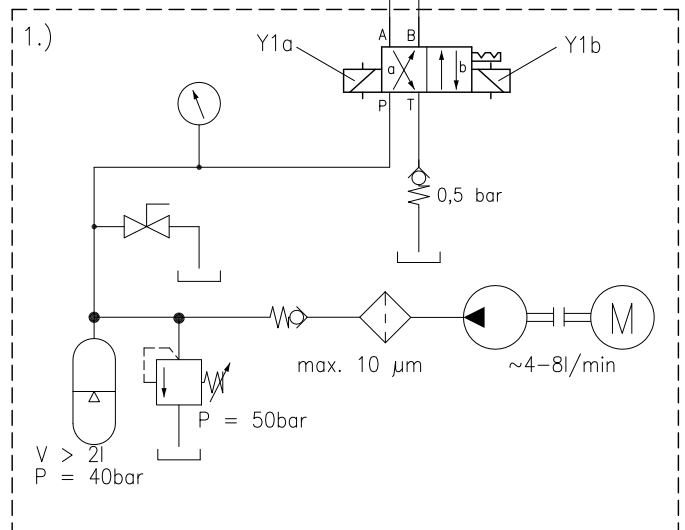 1.)
A B
Y1a
Y1b
a
b
P T
0,5 bar
M
max. 10 µm
~4-8l/min
P = 50bar
V > 2l
P = 40bar